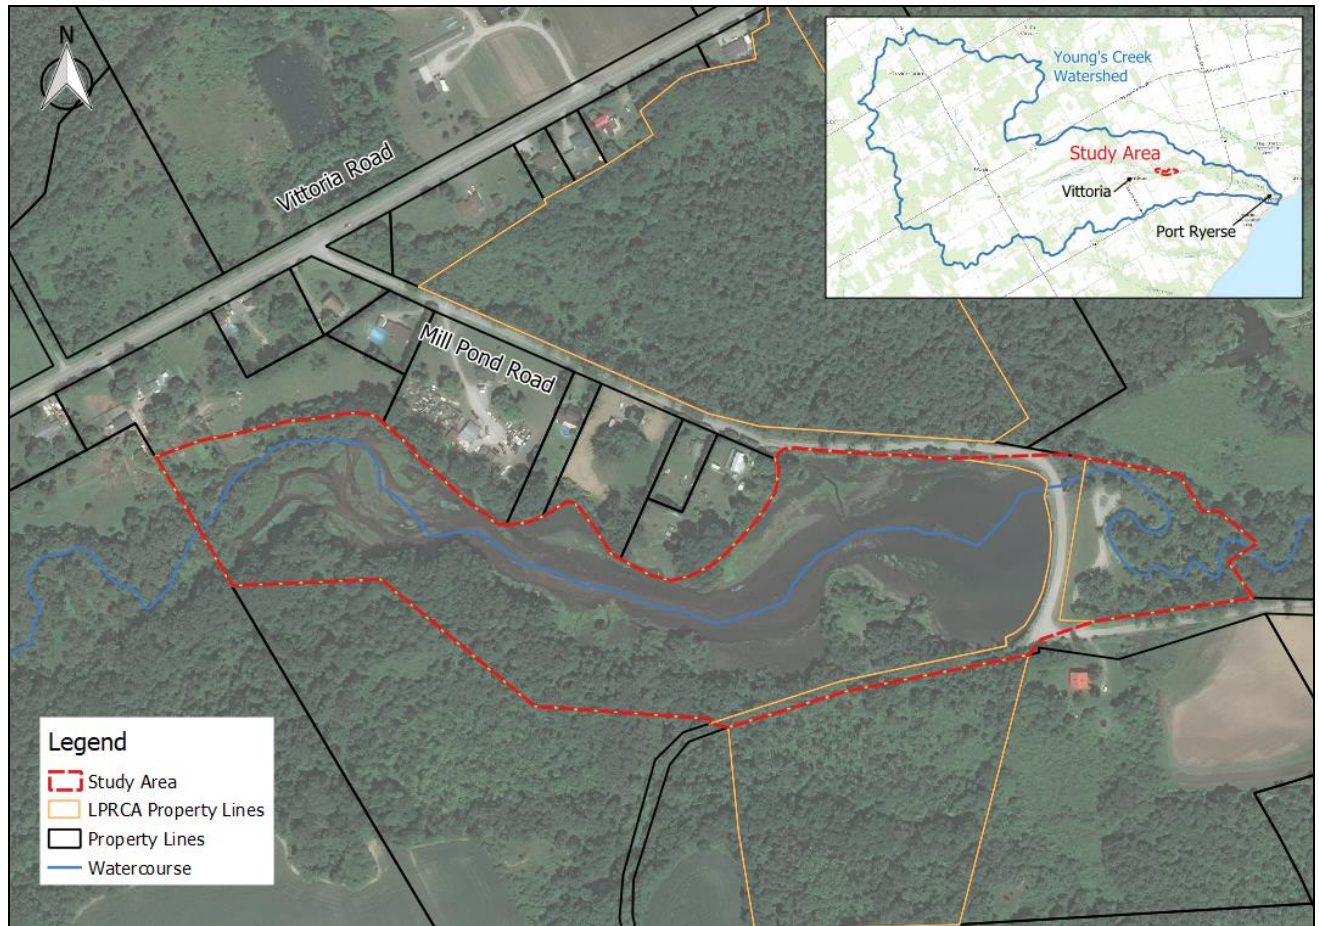 N
Vittoria Road
Mill Pond Road
Young's Creek
Watershed
Study Area
Vittoria
Port Ryerse
Legend
Study Area
LPRCA Property Lines
Property Lines
Watercourse